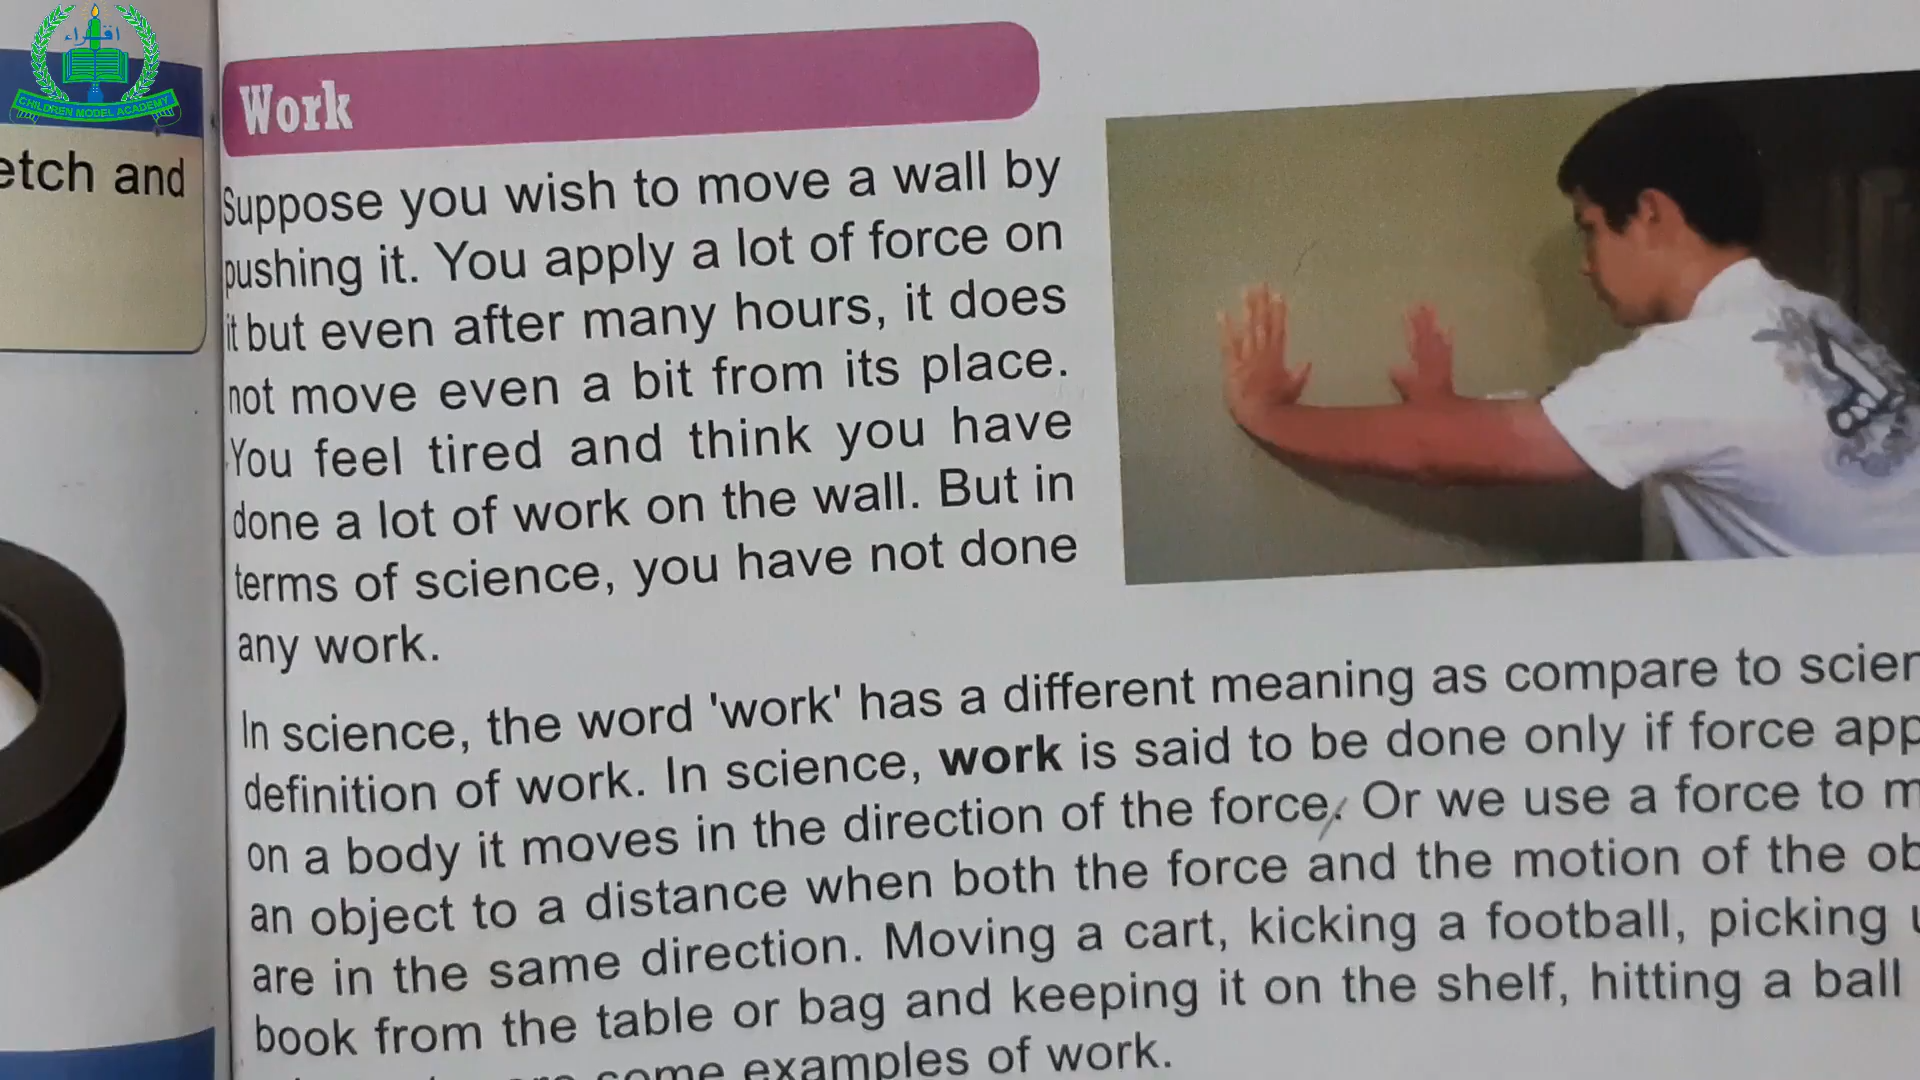 اقراء
CHILDREN MODEL ACADEMY
etch and
Work
Suppose you wish to move a wall by
pushing it. You apply a lot of force on
it but even after many hours, it does
not move even a bit from its place.
You feel tired and think you have
done a lot of work on the wall. But in
terms of science, you have not done
any work.
In science, the word 'work' has a different meaning as compare to scien
definition of work. In science, work is said to be done only if force app
on a body it moves in the direction of the force. Or we use a force to m
an object to a distance when both the force and the motion of the ob
are in the same direction. Moving a cart, kicking a football, picking u
book from the table or bag and keeping it on the shelf, hitting a ball
some examples of work.